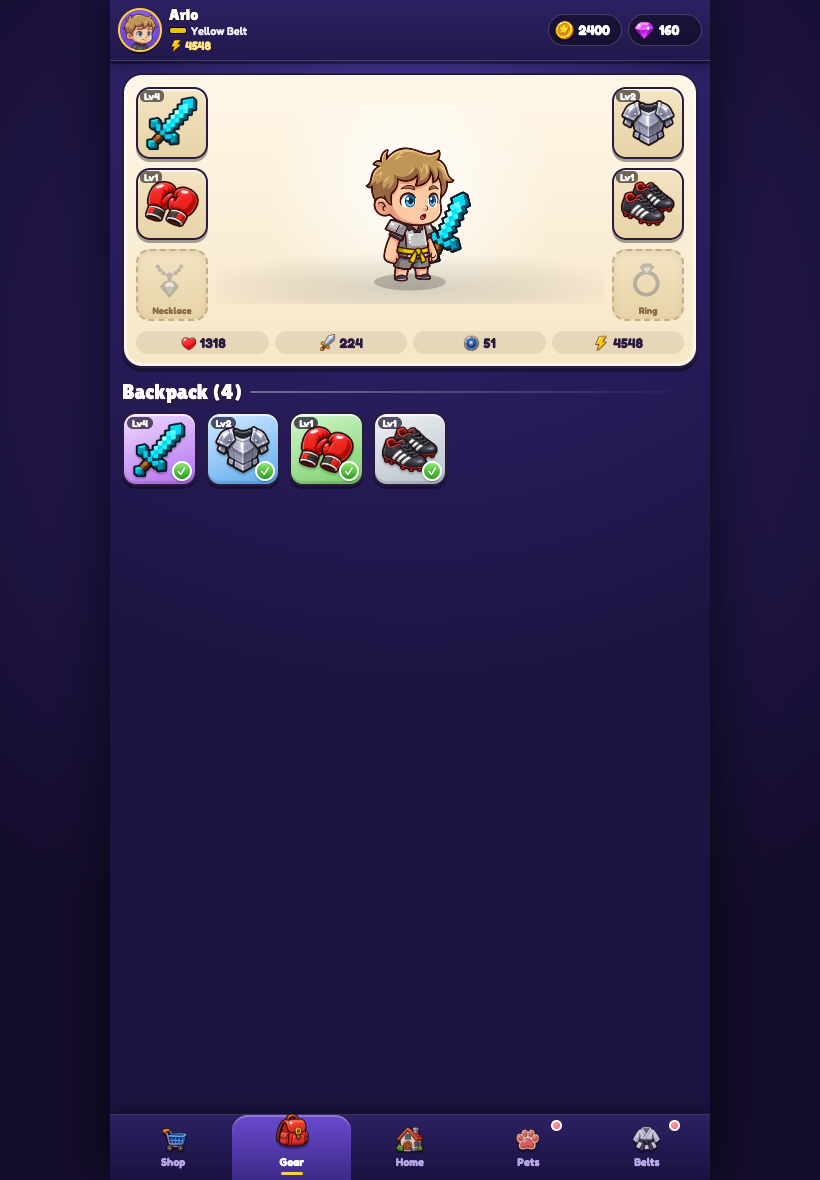 Arlo
Yellow Belt
4548
2400
160
Lv4
Lv2
Lv1
Lv1
Necklace
Ring
1318
224
51
4548
Backpack (4)
Lv4
Lv2
Lv1
Lv1
Shop
Gear
Home
Pets
Belts